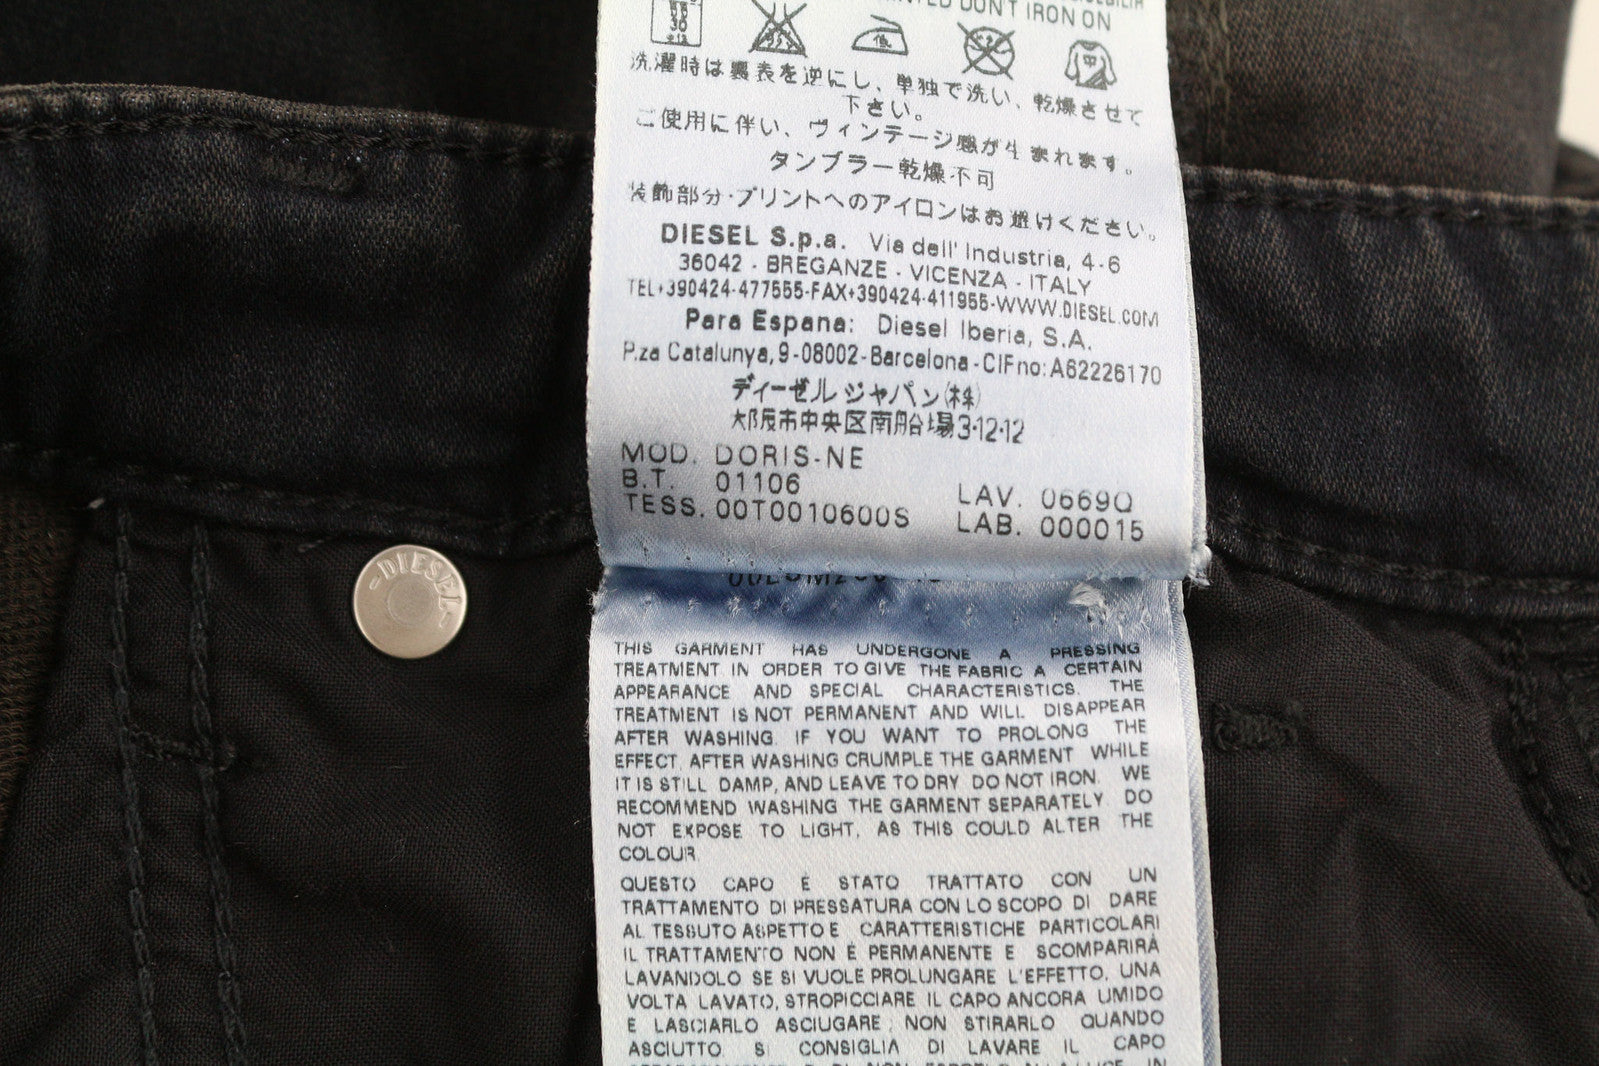 DON'T IRON ON
低
洗濯時は裏表を逆にし、単独で洗い、乾燥させて
下さい。
ご使用に伴い、ヴィンテージ感が生まれます。
タンブラー乾燥不可
装飾部分・プリントへのアイロンはお避けください。
DIESEL S.p.a. Via dell' Industria, 4-6
36042 - BREGANZE - VICENZA - ITALY
TEL+390424-477555-FAX+390424-411955-WWW.DIESEL.COM
Para Espana: Diesel Iberia, S.A.
P.za Catalunya, 9-08002-Barcelona-CIF no: A62226170
ディーゼル ジャパン(株)
大阪市中央区南船場3-12-12
MOD. DORIS-NE
B.T. 01106 LAV. 0669Q
TESS. 00T0010600S LAB. 000015
-DIESEL-
THIS GARMENT HAS UNDERGONE A PRESSING
TREATMENT IN ORDER TO GIVE THE FABRIC A CERTAIN
APPEARANCE AND SPECIAL CHARACTERISTICS. THE
TREATMENT IS NOT PERMANENT AND WILL DISAPPEAR
AFTER WASHING. IF YOU WANT TO PROLONG THE
EFFECT, AFTER WASHING CRUMPLE THE GARMENT WHILE
IT IS STILL DAMP, AND LEAVE TO DRY. DO NOT IRON. WE
RECOMMEND WASHING THE GARMENT SEPARATELY. DO
NOT EXPOSE TO LIGHT, AS THIS COULD ALTER THE
COLOUR.
QUESTO CAPO E STATO TRATTATO CON UN
TRATTAMENTO DI PRESSATURA CON LO SCOPO DI DARE
AL TESSUTO ASPETTO E CARATTERISTICHE PARTICOLARI
IL TRATTAMENTO NON È PERMANENTE E SCOMPARIRÀ
LAVANDOLO SE SI VUOLE PROLUNGARE L'EFFETTO, UNA
VOLTA LAVATO, STROPICCIARE IL CAPO ANCORA UMIDO
E LASCIARLO ASCIUGARE; NON STIRARLO QUANDO
ASCIUTTO. SI CONSIGLIA DI LAVARE IL CAPO